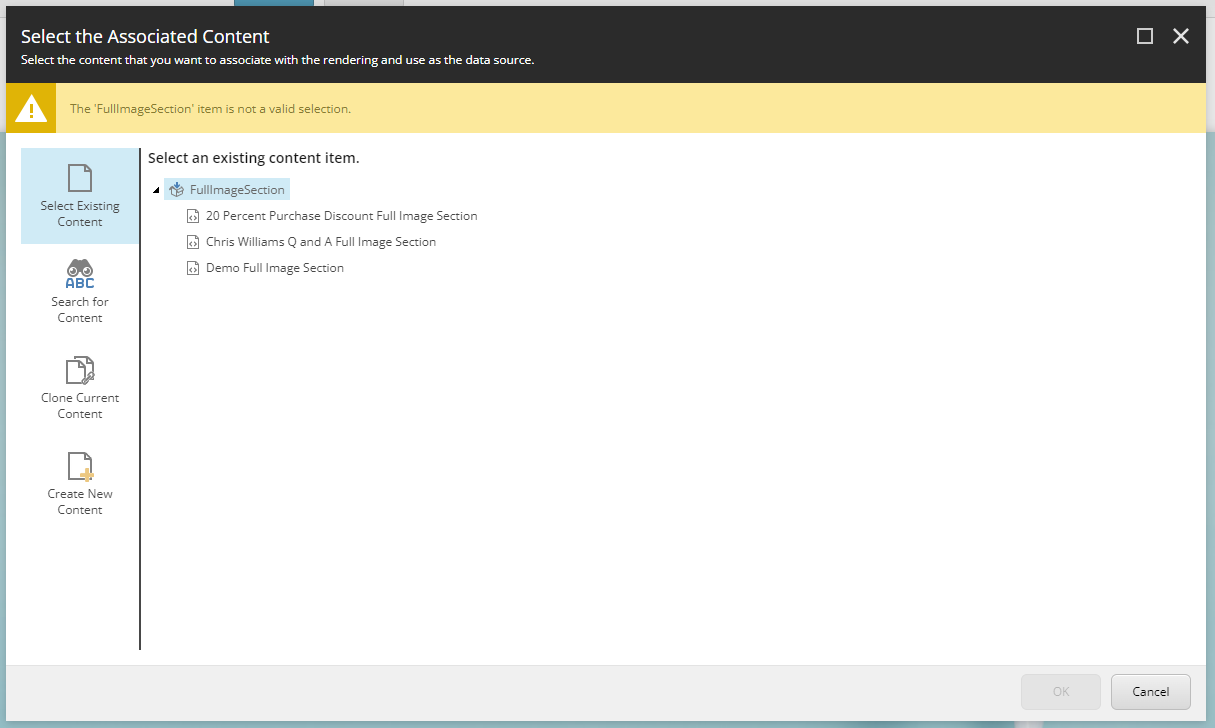 Select the Associated Content
Select the content that you want to associate with the rendering and use as the data source.
The 'FullImageSection' item is not a valid selection.
Select Existing
Content
ABC
Search for
Content
Clone Current
Content
Create New
Content
Select an existing content item.
FullImageSection
20 Percent Purchase Discount Full Image Section
Chris Williams Q and A Full Image Section
Demo Full Image Section
OK
Cancel